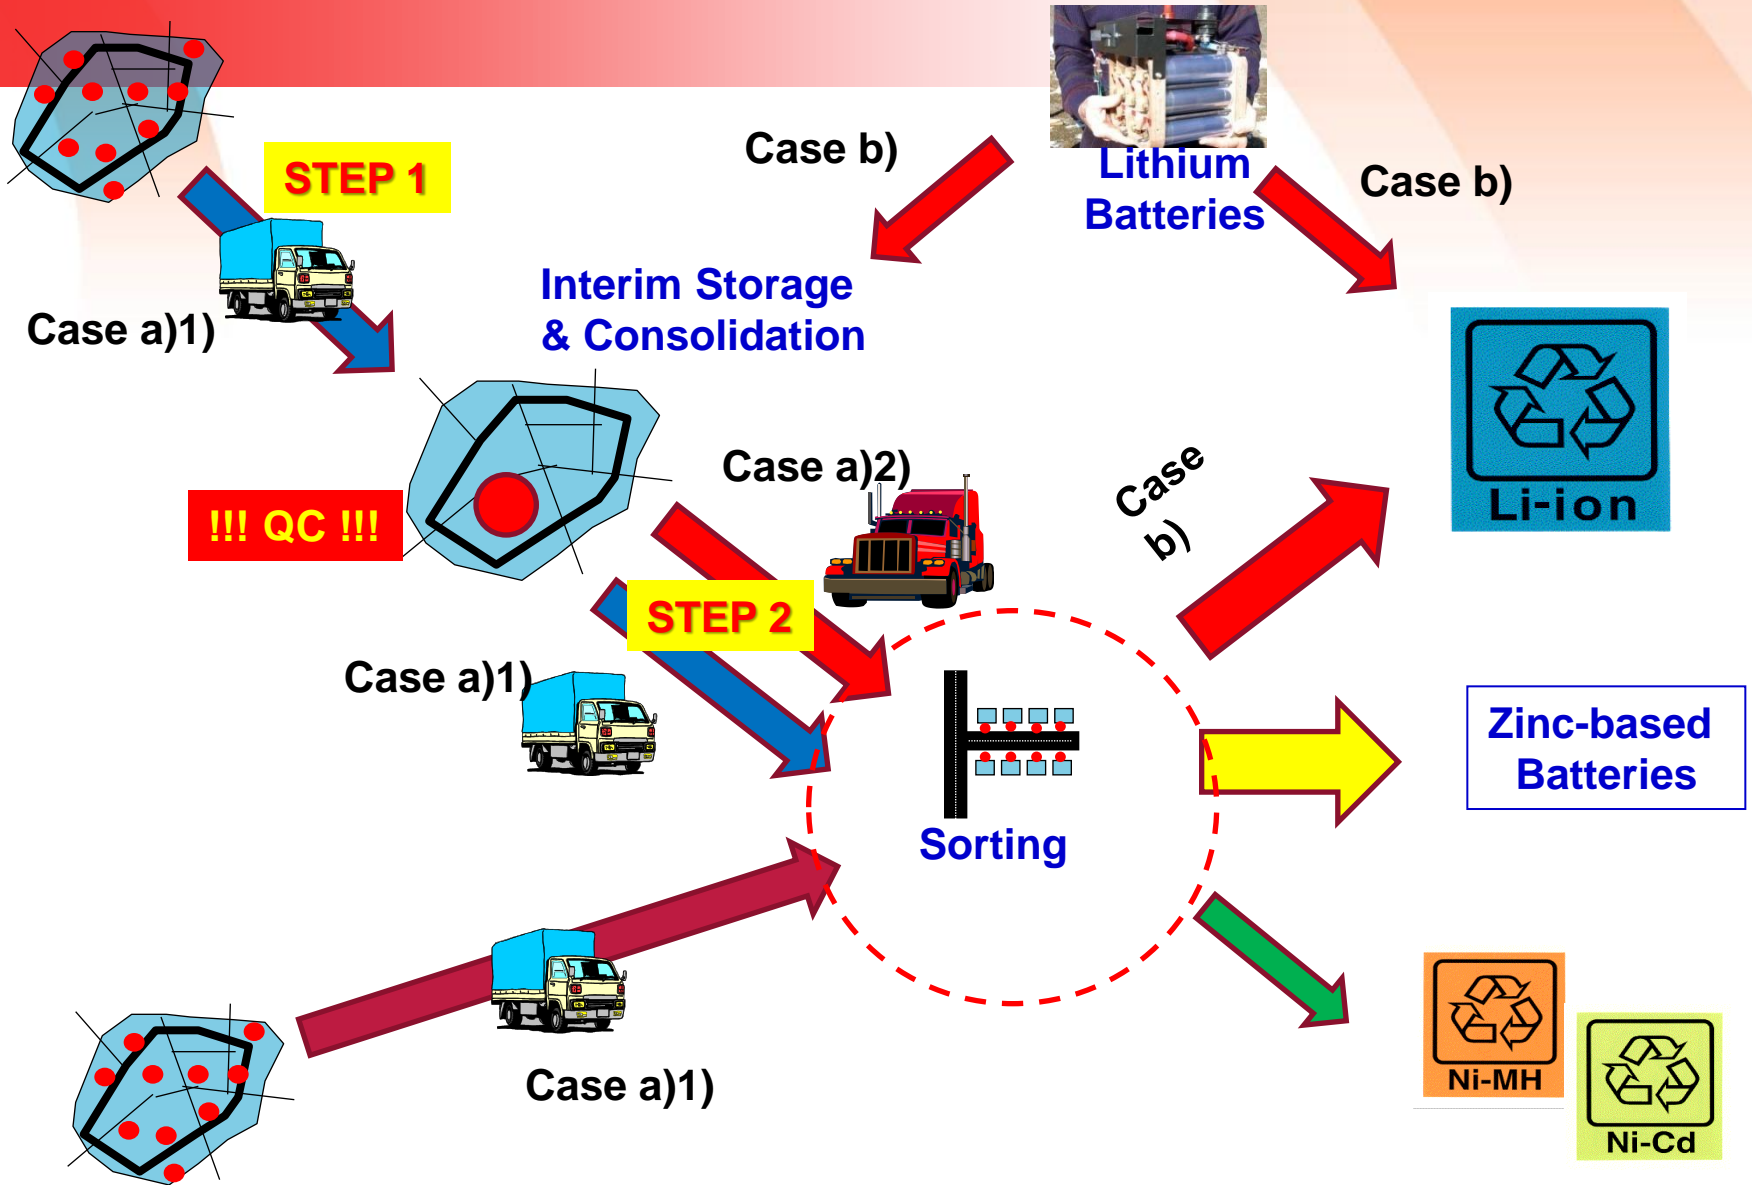 Case b)
STEP 1
Lithium
Batteries
Case b)
Interim Storage
& Consolidation
Case a)1)
Case a)2)
Case
b)
Li-ion
!!! QC !!!
STEP 2
Case a)1)
Zinc-based
Batteries
Sorting
Case a)1)
Ni-MH
Ni-Cd